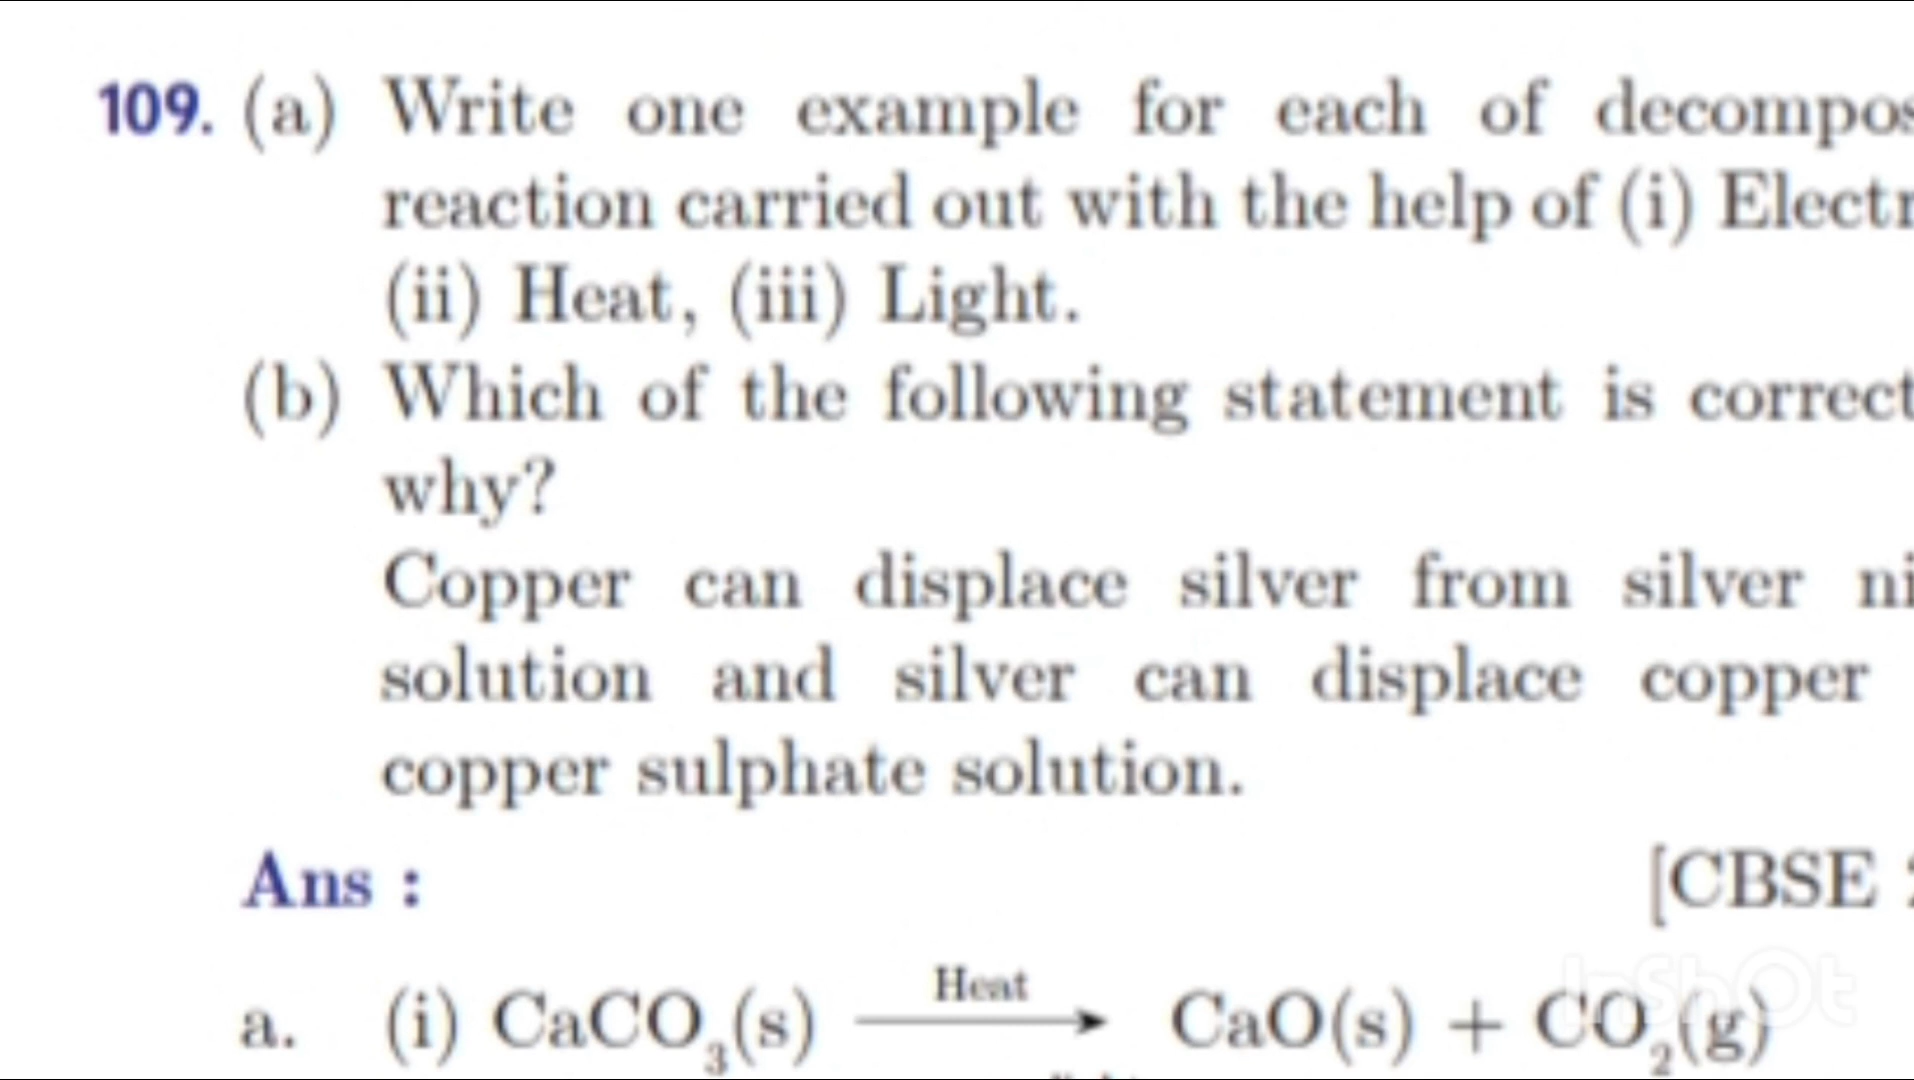 109. (a) Write one example for each of decompos
reaction carried out with the help of (i) Electr
(ii) Heat, (iii) Light.
(b) Which of the following statement is correct
why?
Copper can displace silver from silver ni
solution and silver can displace copper
copper sulphate solution.
Ans : [CBSE
a. (i) CaCO₃(s) Heat → CaO(s) + CO₂(g)
InShOt